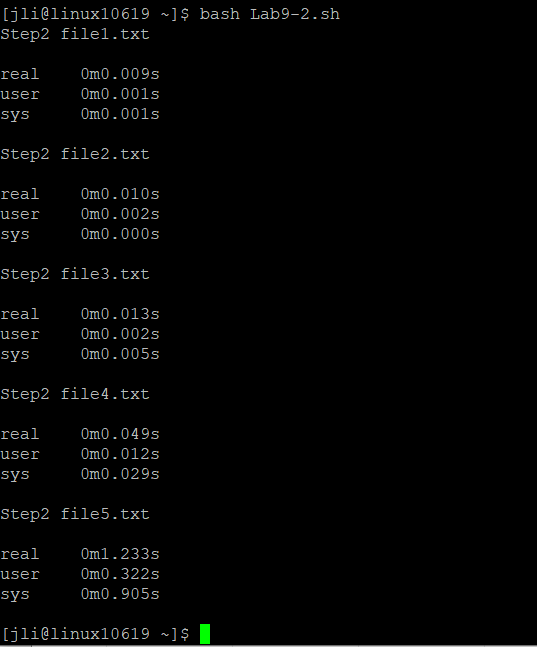 [jli@linux10619 ~]$ bash Lab9-2.sh
Step2 file1.txt
real    0m0.009s
user    0m0.001s
sys     0m0.001s
Step2 file2.txt
real    0m0.010s
user    0m0.002s
sys     0m0.000s
Step2 file3.txt
real    0m0.013s
user    0m0.002s
sys     0m0.005s
Step2 file4.txt
real    0m0.049s
user    0m0.012s
sys     0m0.029s
Step2 file5.txt
real    0m1.233s
user    0m0.322s
sys     0m0.905s
[jli@linux10619 ~]$